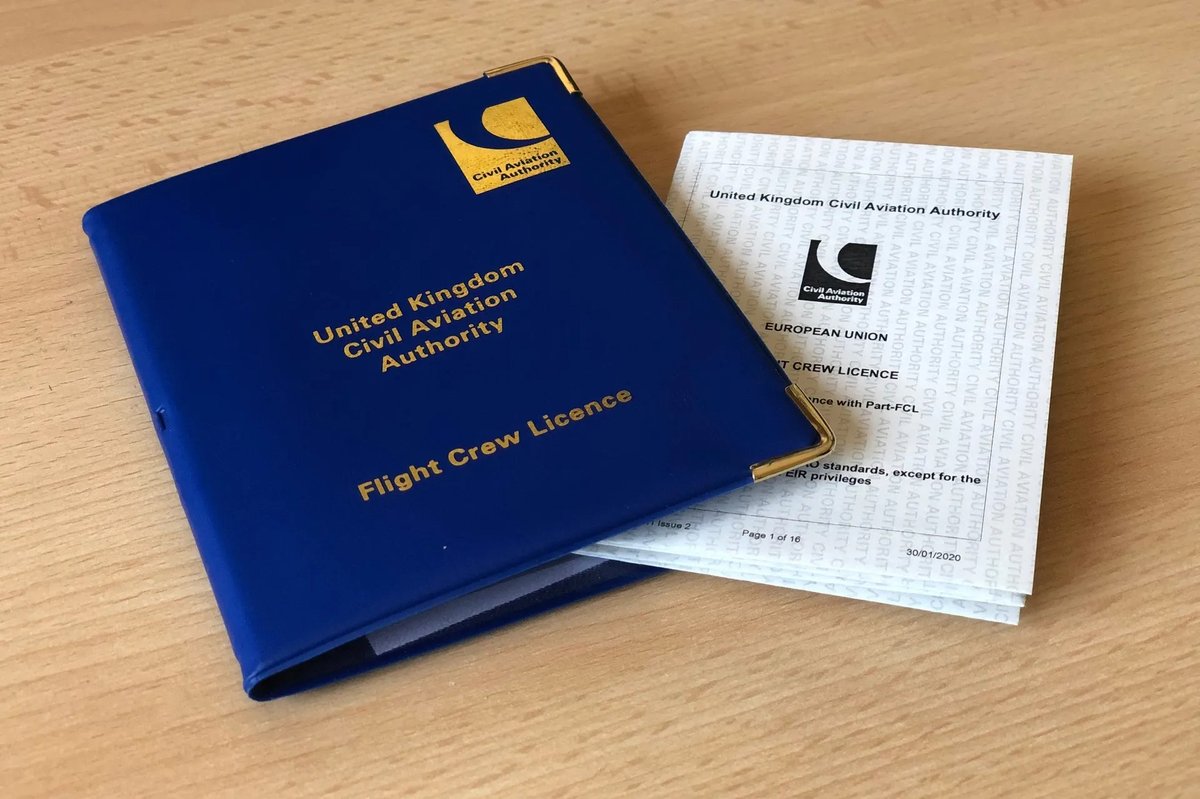 Civil Aviation
Authority
United Kingdom
Civil Aviation
Authority
Flight Crew Licence
United Kingdom Civil Aviation Authority
Civil Aviation
Authority
EUROPEAN UNION
CREW LICENCE
with Part-FCL
standards, except for the
EIR privileges
Issue 2
Page 1 of 16
30/01/2020